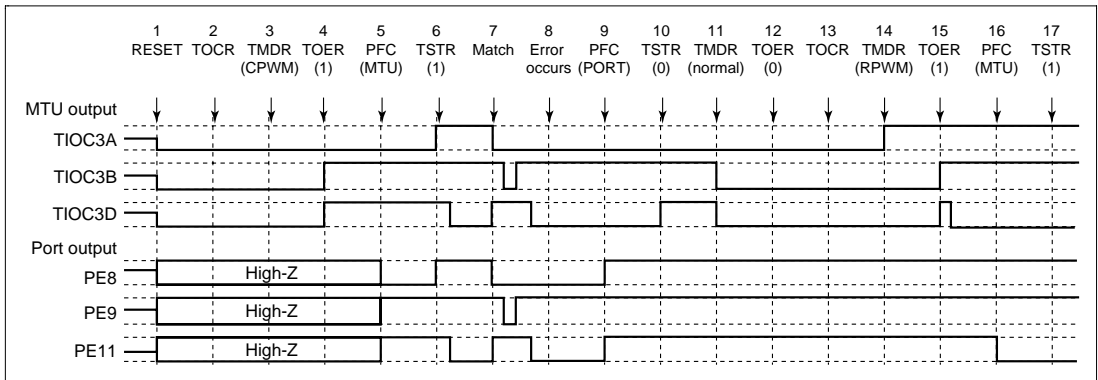 1 2 3 4 5 6 7 8 9 10 11 12 13 14 15 16 17
RESET TOCR TMDR TOER PFC TSTR Match Error PFC TSTR TMDR TOER TOCR TMDR TOER PFC TSTR
(CPWM) (1) (MTU) (1) occurs (PORT) (0) (normal) (0) (RPWM) (1) (MTU) (1)
MTU output
TIOC3A
TIOC3B
TIOC3D
Port output
PE8 High-Z
PE9 High-Z
PE11 High-Z